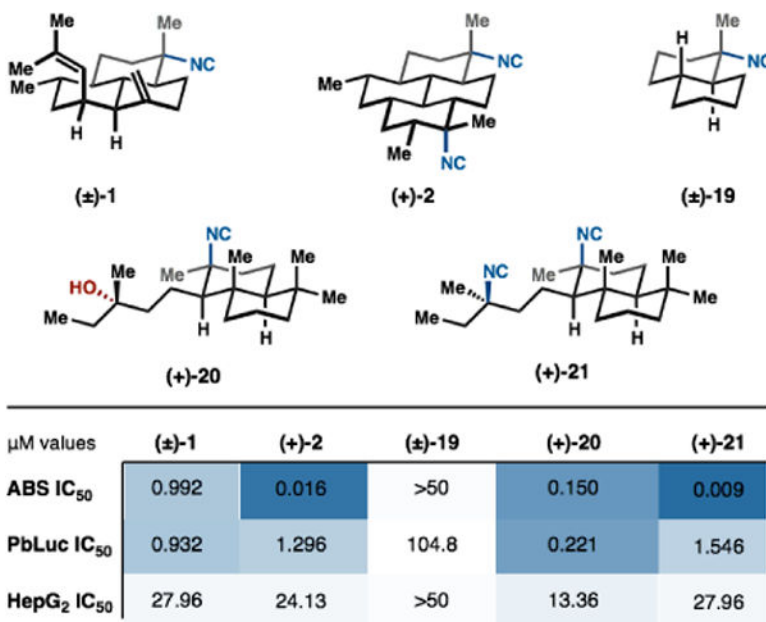 Me
Me
NC
Me
H
H
(±)-1
Me
NC
Me
Me
Me
NC
(+)-2
Me
H
NC
H
(±)-19
NC
HO
Me
Me
Me
Me
Me
Me
H
H
(+)-20
NC
NC
Me
Me
Me
Me
Me
Me
H
H
(+)-21
μM values (±)-1 (+)-2 (±)-19 (+)-20 (+)-21
ABS IC50 0.992 0.016 >50 0.150 0.009
PbLuc IC50 0.932 1.296 104.8 0.221 1.546
HepG2 IC50 27.96 24.13 >50 13.36 27.96